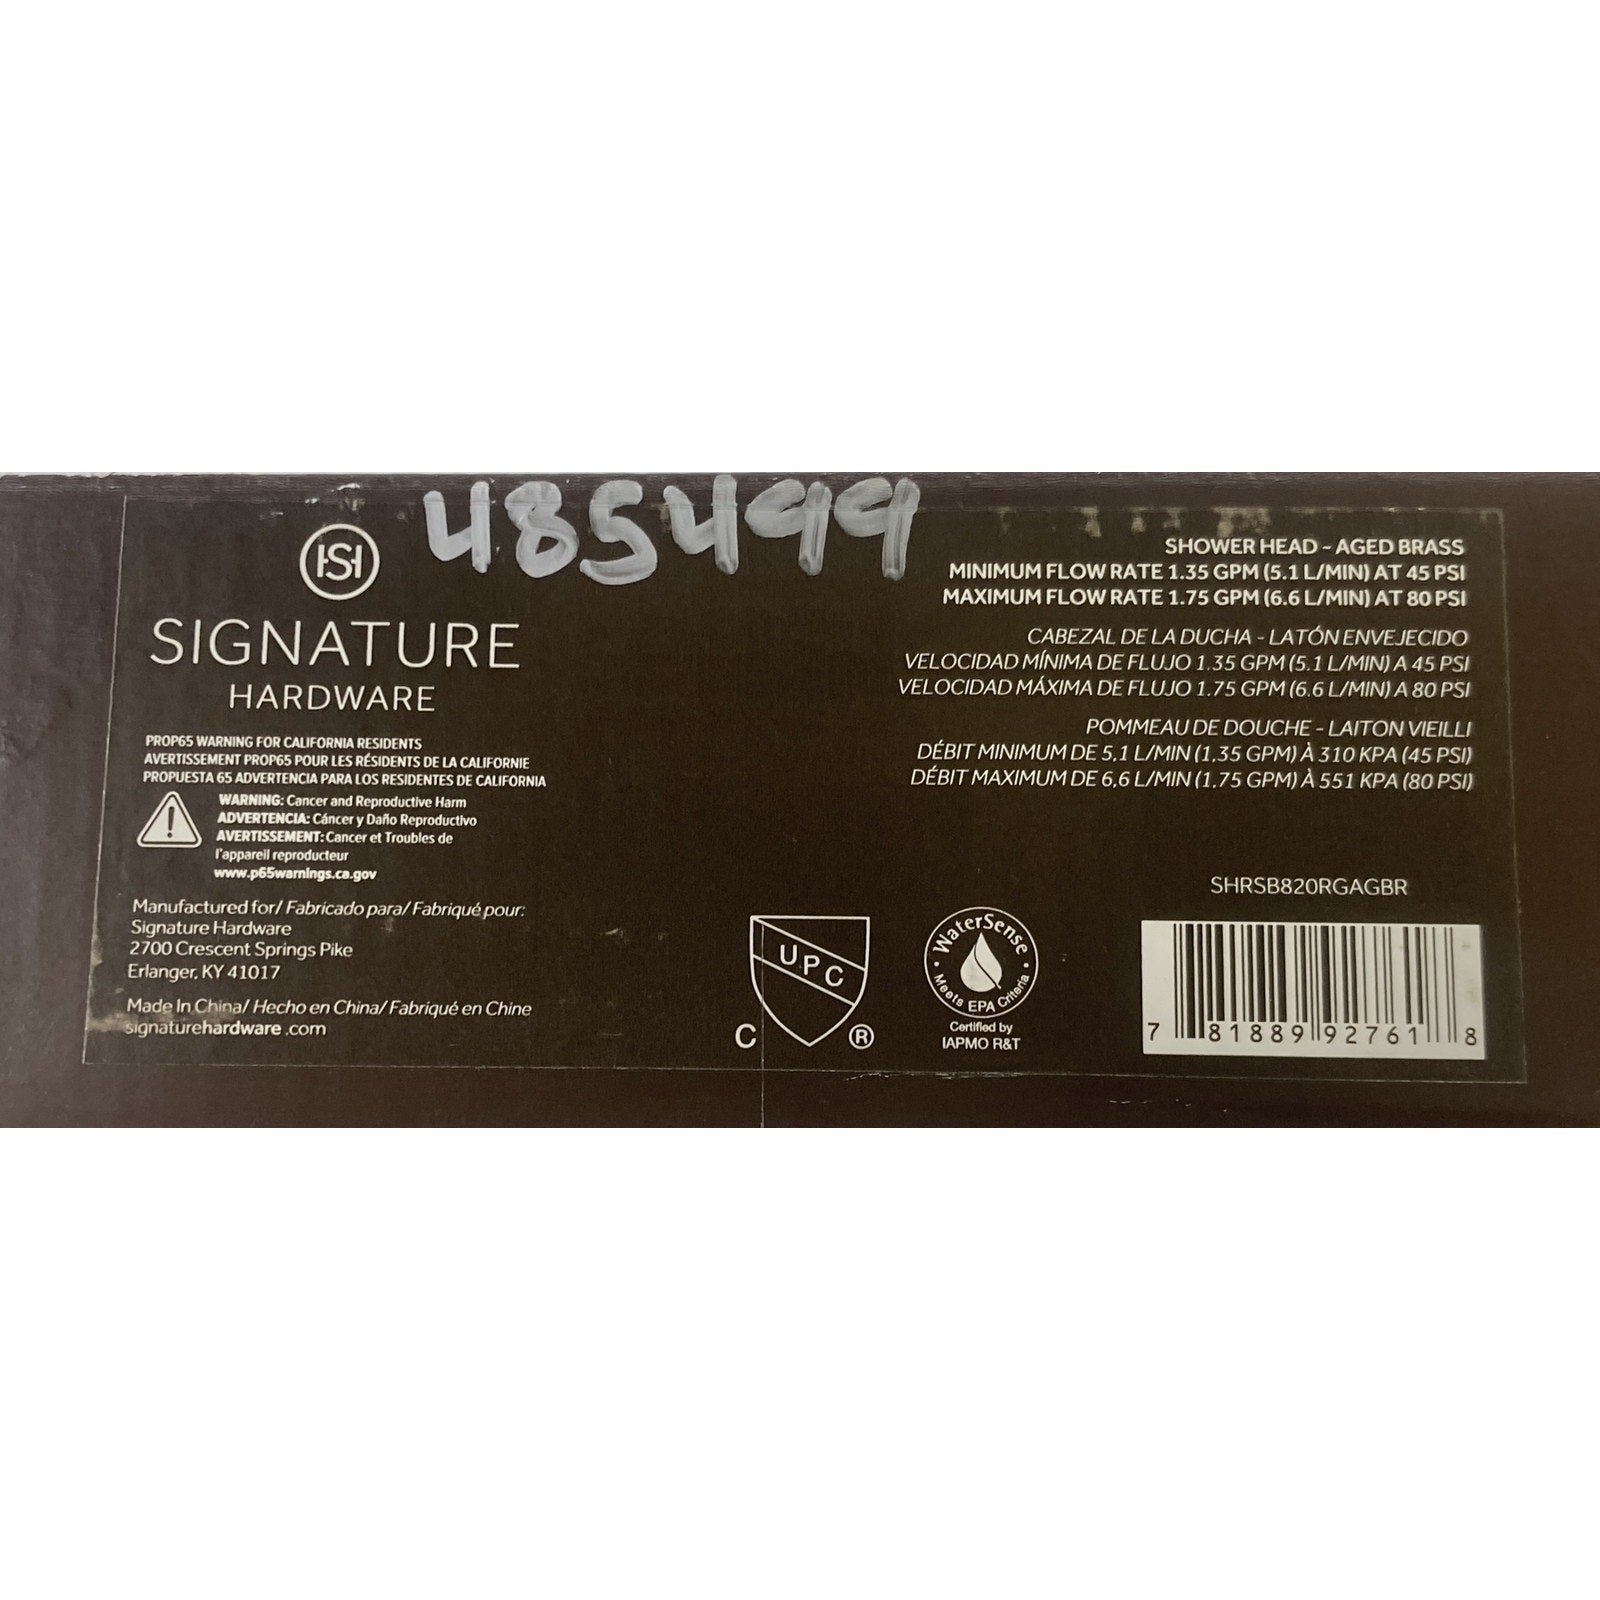 485499
HS
SIGNATURE
HARDWARE
PROP65 WARNING FOR CALIFORNIA RESIDENTS
AVERTISSEMENT PROP65 POUR LES RÉSIDENTS DE LA CALIFORNIE
PROPUESTA 65 ADVERTENCIA PARA LOS RESIDENTES DE CALIFORNIA
WARNING: Cancer and Reproductive Harm
ADVERTENCIA: Cáncer y Daño Reproductivo
AVERTISSEMENT: Cancer et Troubles de
l'appareil reproducteur
www.p65warnings.ca.gov
Manufactured for/ Fabricado para/ Fabriqué pour:
Signature Hardware
2700 Crescent Springs Pike
Erlanger, KY 41017
Made In China/ Hecho en China/ Fabriqué en Chine
signaturehardware.com
SHOWER HEAD - AGED BRASS
MINIMUM FLOW RATE 1.35 GPM (5.1 L/MIN) AT 45 PSI
MAXIMUM FLOW RATE 1.75 GPM (6.6 L/MIN) AT 80 PSI
CABEZAL DE LA DUCHA - LATÓN ENVEJECIDO
VELOCIDAD MÍNIMA DE FLUJO 1.35 GPM (5.1 L/MIN) A 45 PSI
VELOCIDAD MÁXIMA DE FLUJO 1.75 GPM (6.6 L/MIN) A 80 PSI
POMMEAU DE DOUCHE - LAITON VIEILLI
DÉBIT MINIMUM DE 5,1 L/MIN (1,35 GPM) À 310 KPA (45 PSI)
DÉBIT MAXIMUM DE 6,6 L/MIN (1,75 GPM) À 551 KPA (80 PSI)
UPC
C ®
WaterSense
Meets EPA Criteria
Certified by
IAPMO R&T
SHRSB820RGAGBR
7 81889 92761 8